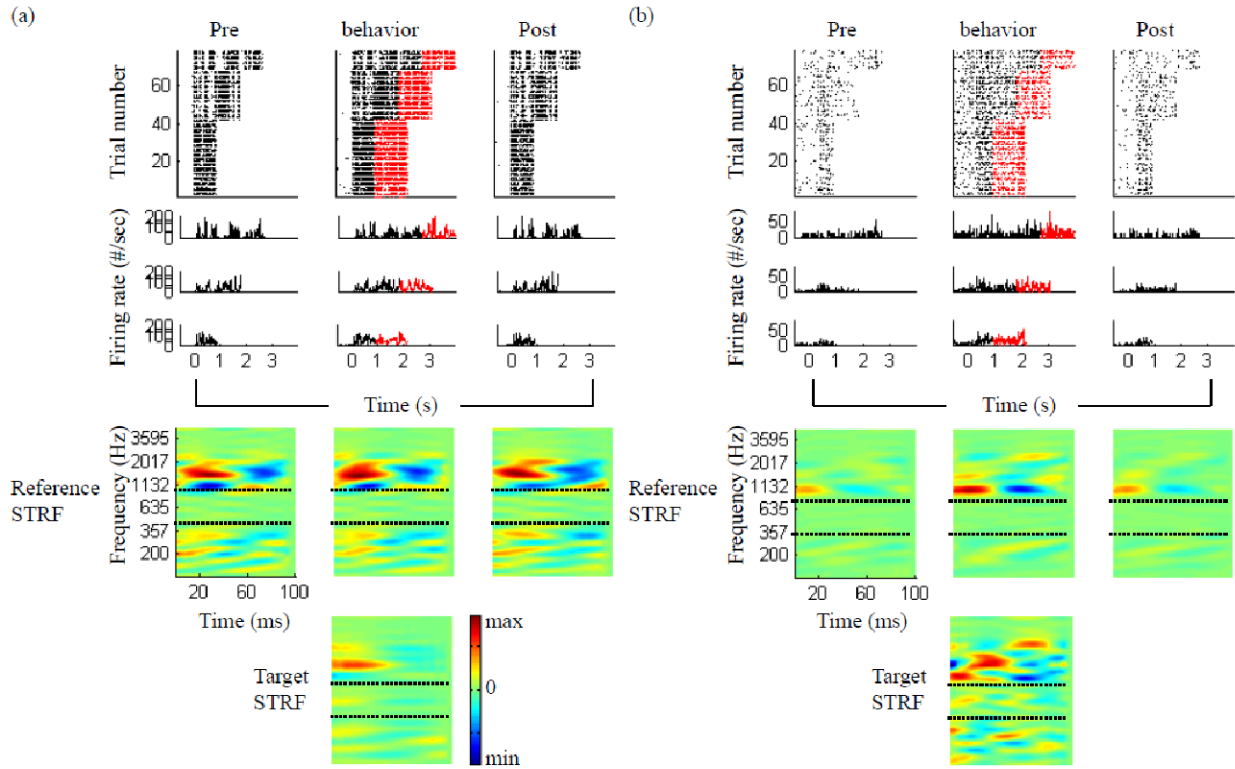 (a)
Pre
behavior
Post
Trial number
60
40
20
Firing rate (#/sec)
200
100
0
200
100
0
200
100
0
0 1 2 3
0 1 2 3
0 1 2 3
Time (s)
Reference
STRF
Frequency (Hz)
3595
2017
1132
635
357
200
20 60 100
Time (ms)
Target
STRF
max
0
min
(b)
Pre
behavior
Post
Trial number
60
40
20
0
Firing rate (#/sec)
50
0
50
0
50
0
0 1 2 3
0 1 2 3
0 1 2 3
Time (s)
Reference
STRF
Frequency (Hz)
3595
2017
1132
635
357
200
20 60 100
Time (ms)
Target
STRF